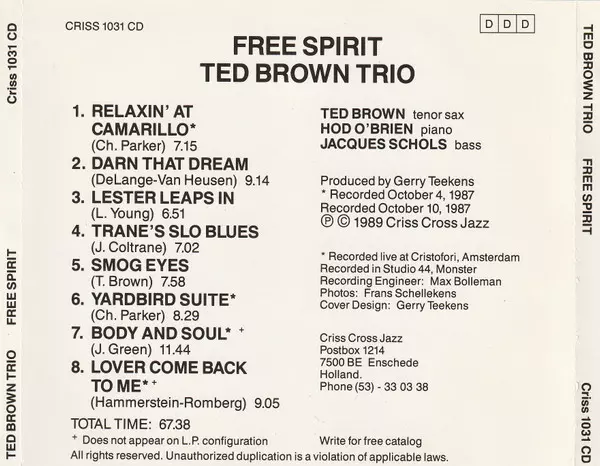 CRISS 1031 CD
D D D
FREE SPIRIT
TED BROWN TRIO
1. RELAXIN' AT
CAMARILLO*
(Ch. Parker) 7.15
2. DARN THAT DREAM
(DeLange-Van Heusen) 9.14
3. LESTER LEAPS IN
(L. Young) 6.51
4. TRANE'S SLO BLUES
(J. Coltrane) 7.02
5. SMOG EYES
(T. Brown) 7.58
6. YARDBIRD SUITE*
(Ch. Parker) 8.29
7. BODY AND SOUL* +
(J. Green) 11.44
8. LOVER COME BACK
TO ME*+
(Hammerstein-Romberg) 9.05
TOTAL TIME: 67.38
+ Does not appear on L.P. configuration
TED BROWN tenor sax
HOD O'BRIEN piano
JACQUES SCHOLS bass
Produced by Gerry Teekens
* Recorded October 4, 1987
Recorded October 10, 1987
℗ © 1989 Criss Cross Jazz
* Recorded live at Cristofori, Amsterdam
Recorded in Studio 44, Monster
Recording Engineer: Max Bolleman
Photos: Frans Schellekens
Cover Design: Gerry Teekens
Criss Cross Jazz
Postbox 1214
7500 BE Enschede
Holland.
Phone (53) - 33 03 38
Write for free catalog
All rights reserved. Unauthorized duplication is a violation of applicable laws.
TED BROWN TRIO FREE SPIRIT Criss 1031 CD
TED BROWN TRIO FREE SPIRIT Criss 1031 CD